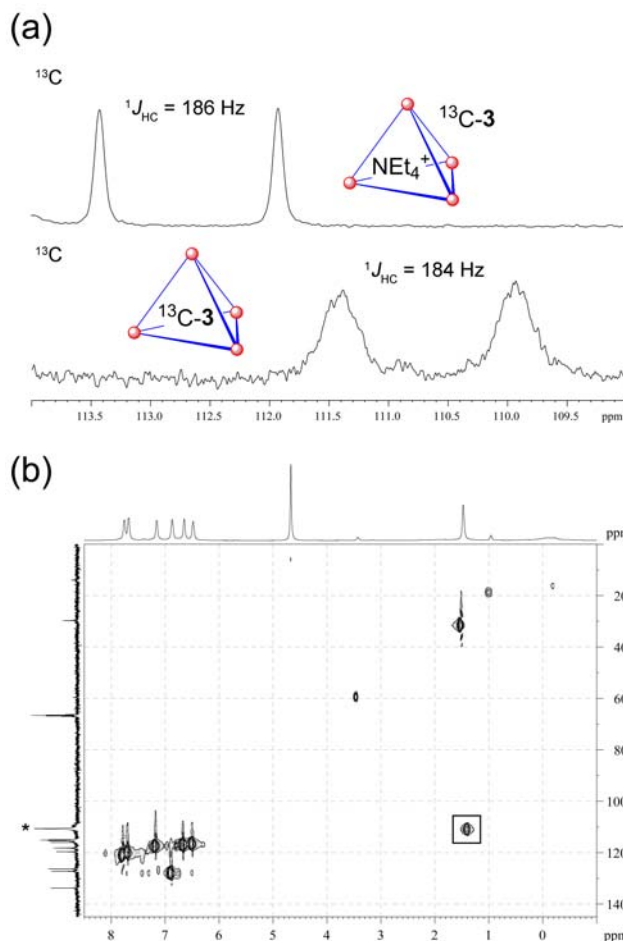 (a)
¹³C
¹J_HC = 186 Hz
¹³C-3
NEt₄⁺
¹³C
¹J_HC = 184 Hz
¹³C-3
113.5 113.0 112.5 112.0 111.5 111.0 110.5 110.0 109.5 ppm
(b)
ppm
20
40
60
80
100
*
120
140
8 7 6 5 4 3 2 1 0 ppm